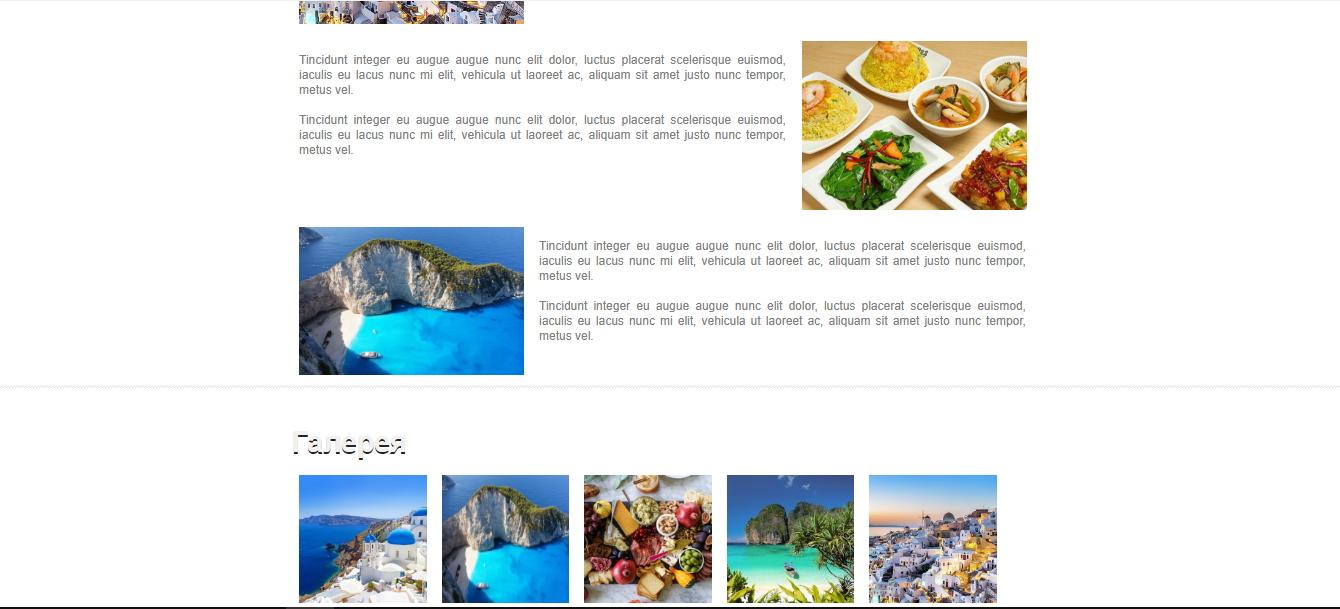 Tincidunt integer eu augue augue nunc elit dolor, luctus placerat scelerisque euismod,
iaculis eu lacus nunc mi elit, vehicula ut laoreet ac, aliquam sit amet justo nunc tempor,
metus vel.
Tincidunt integer eu augue augue nunc elit dolor, luctus placerat scelerisque euismod,
iaculis eu lacus nunc mi elit, vehicula ut laoreet ac, aliquam sit amet justo nunc tempor,
metus vel.
Tincidunt integer eu augue augue nunc elit dolor, luctus placerat scelerisque euismod,
iaculis eu lacus nunc mi elit, vehicula ut laoreet ac, aliquam sit amet justo nunc tempor,
metus vel.
Tincidunt integer eu augue augue nunc elit dolor, luctus placerat scelerisque euismod,
iaculis eu lacus nunc mi elit, vehicula ut laoreet ac, aliquam sit amet justo nunc tempor,
metus vel.
Галерея